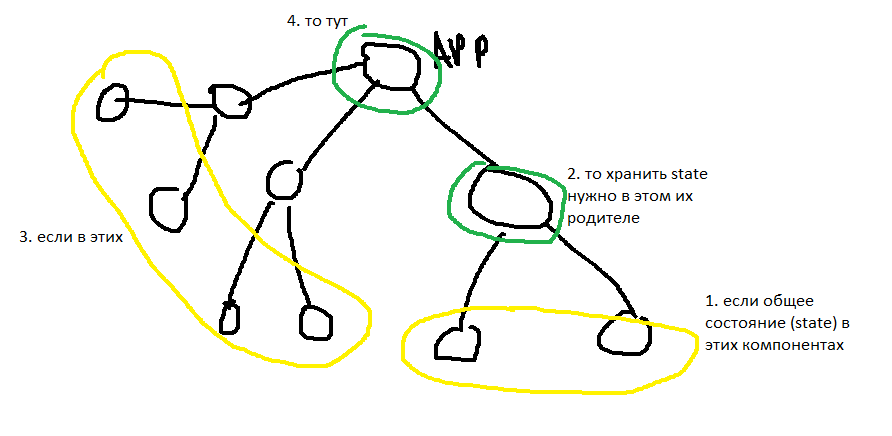 4. то тут
APP
2. то хранить state
нужно в этом их
родителе
3. если в этих
1. если общее
состояние (state) в
этих компонентах